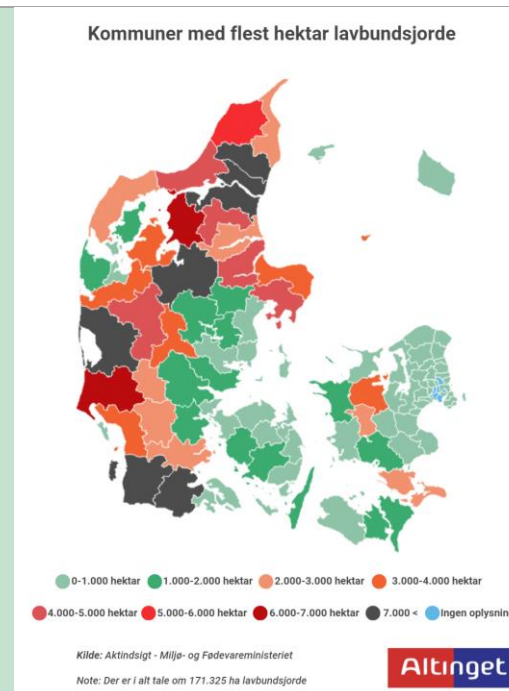 Kommuner med flest hektar lavbundsjorde
0-1.000 hektar 1.000-2.000 hektar 2.000-3.000 hektar 3.000-4.000 hektar
4.000-5.000 hektar 5.000-6.000 hektar 6.000-7.000 hektar 7.000 < Ingen oplysnin
Kilde: Aktindsigt - Miljø- og Fødevareministeriet
Note: Der er i alt tale om 171.325 ha lavbundsjorde
Altinget